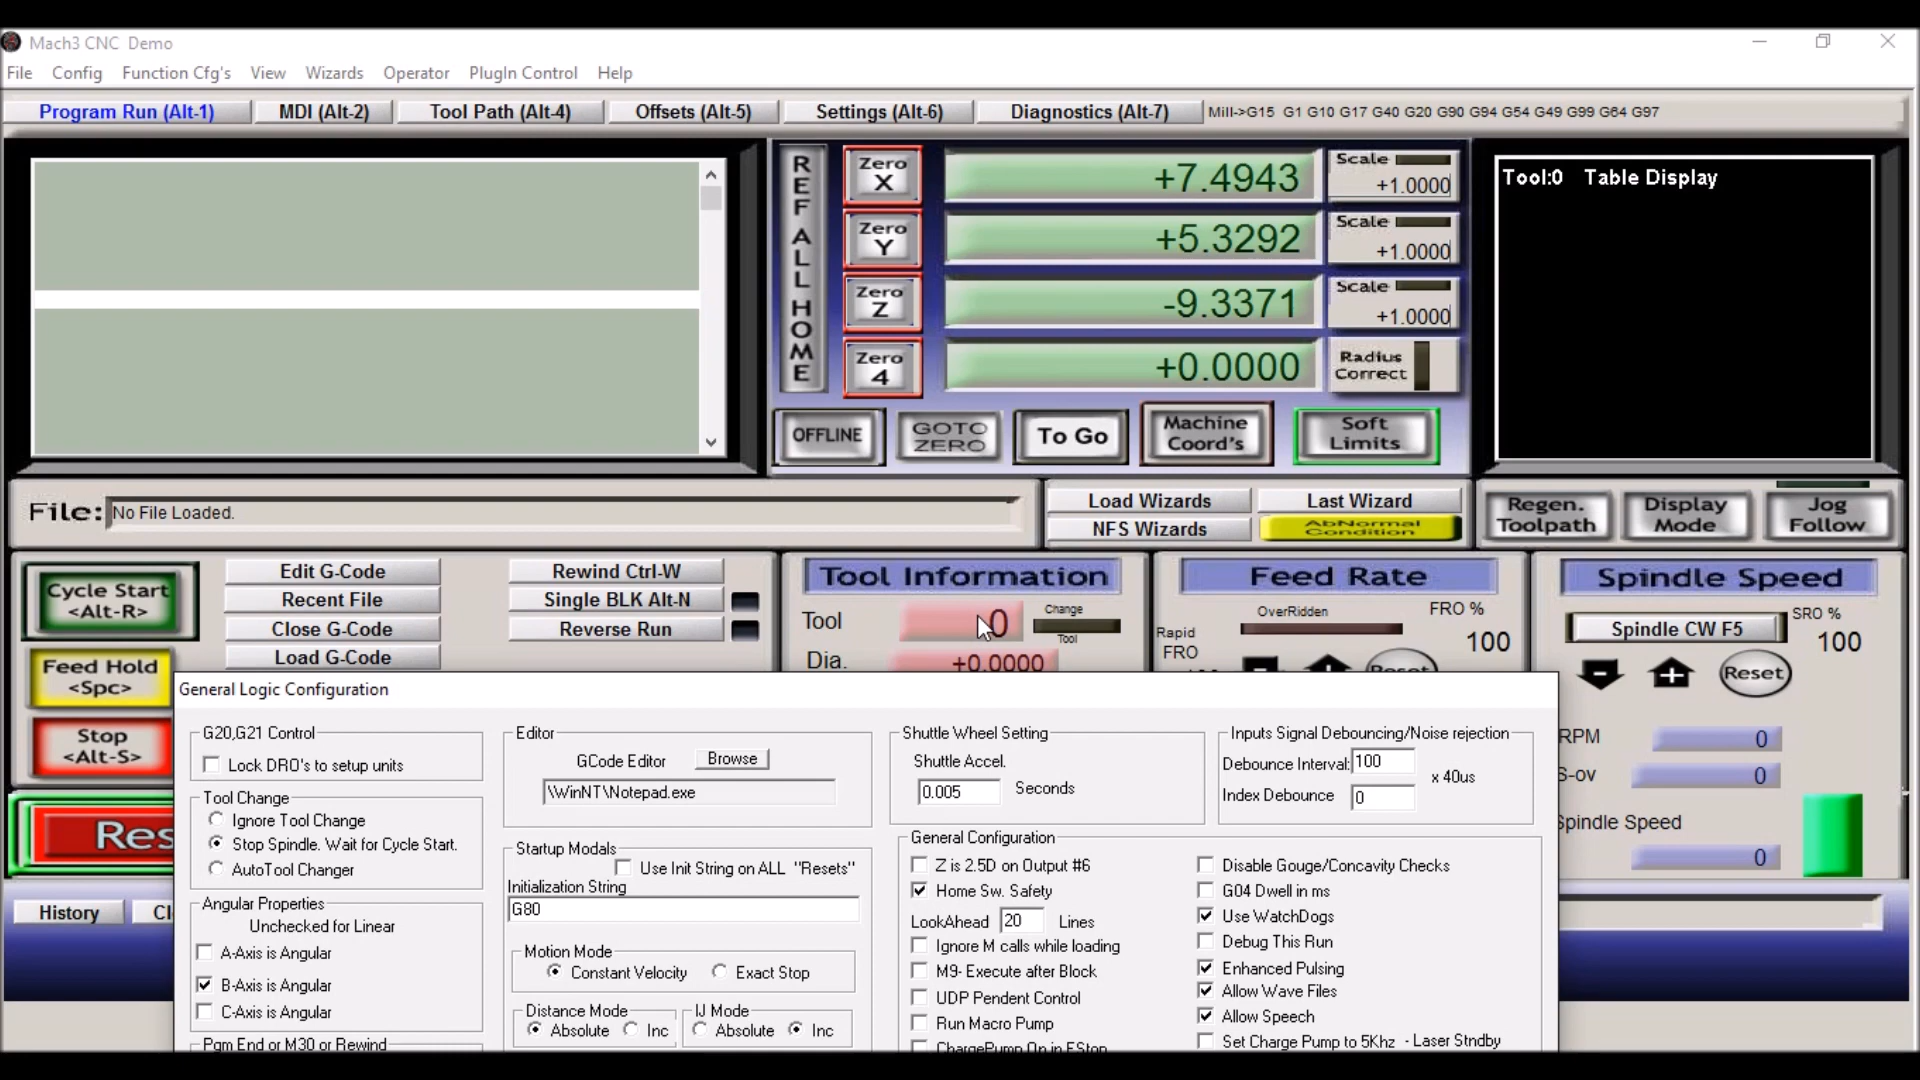 Mach3 CNC  Demo
File Config Function Cfg's View Wizards Operator PlugIn Control Help
Program Run (Alt-1) MDI (Alt-2) Tool Path (Alt-4) Offsets (Alt-5) Settings (Alt-6) Diagnostics (Alt-7) Mill->G15  G1 G10 G17 G40 G20 G90 G94 G54 G49 G99 G64 G97
REF ALL HOME
Zero X +7.4943 Scale +1.0000
Zero Y +5.3292 Scale +1.0000
Zero Z -9.3371 Scale +1.0000
Zero 4 +0.0000 Radius Correct
Tool:0 Table Display
OFFLINE GOTO ZERO To Go Machine Coord's Soft Limits
File: No File Loaded.
Load Wizards Last Wizard
NFS Wizards AbNormal Condition
Regen. Toolpath Display Mode Jog Follow
Cycle Start <Alt-R>
Feed Hold <Spc>
Stop <Alt-S>
Res
Edit G-Code
Recent File
Close G-Code
Load G-Code
Rewind Ctrl-W
Single BLK Alt-N
Reverse Run
Tool Information
Tool 0 Change Tool
Dia. +0.0000
Feed Rate
OverRidden FRO %
Rapid FRO 100
Reset
Spindle Speed
Spindle CW F5 SRO %
100
Reset
RPM 0
S-ov 0
Spindle Speed
0
History Cl
General Logic Configuration
G20,G21 Control
Lock DRO's to setup units
Tool Change
Ignore Tool Change
Stop Spindle. Wait for Cycle Start.
AutoTool Changer
Angular Properties
Unchecked for Linear
A-Axis is Angular
B-Axis is Angular
C-Axis is Angular
Pgm End or M30 or Rewind
Editor
GCode Editor Browse
\WinNT\Notepad.exe
Startup Modals
Use Init String on ALL  "Resets"
Initialization String
G80
Motion Mode
Constant Velocity Exact Stop
Distance Mode
Absolute Inc
IJ Mode
Absolute Inc
Shuttle Wheel Setting
Shuttle Accel.
0.005 Seconds
Inputs Signal Debouncing/Noise rejection
Debounce Interval: 100 x 40us
Index Debounce 0
General Configuration
Z is 2.5D on Output #6
Home Sw. Safety
LookAhead 20 Lines
Ignore M calls while loading
M9- Execute after Block
UDP Pendent Control
Run Macro Pump
ChargePump On in EStop
Disable Gouge/Concavity Checks
G04 Dwell in ms
Use WatchDogs
Debug This Run
Enhanced Pulsing
Allow Wave Files
Allow Speech
Set Charge Pump to 5Khz  - Laser Stndby